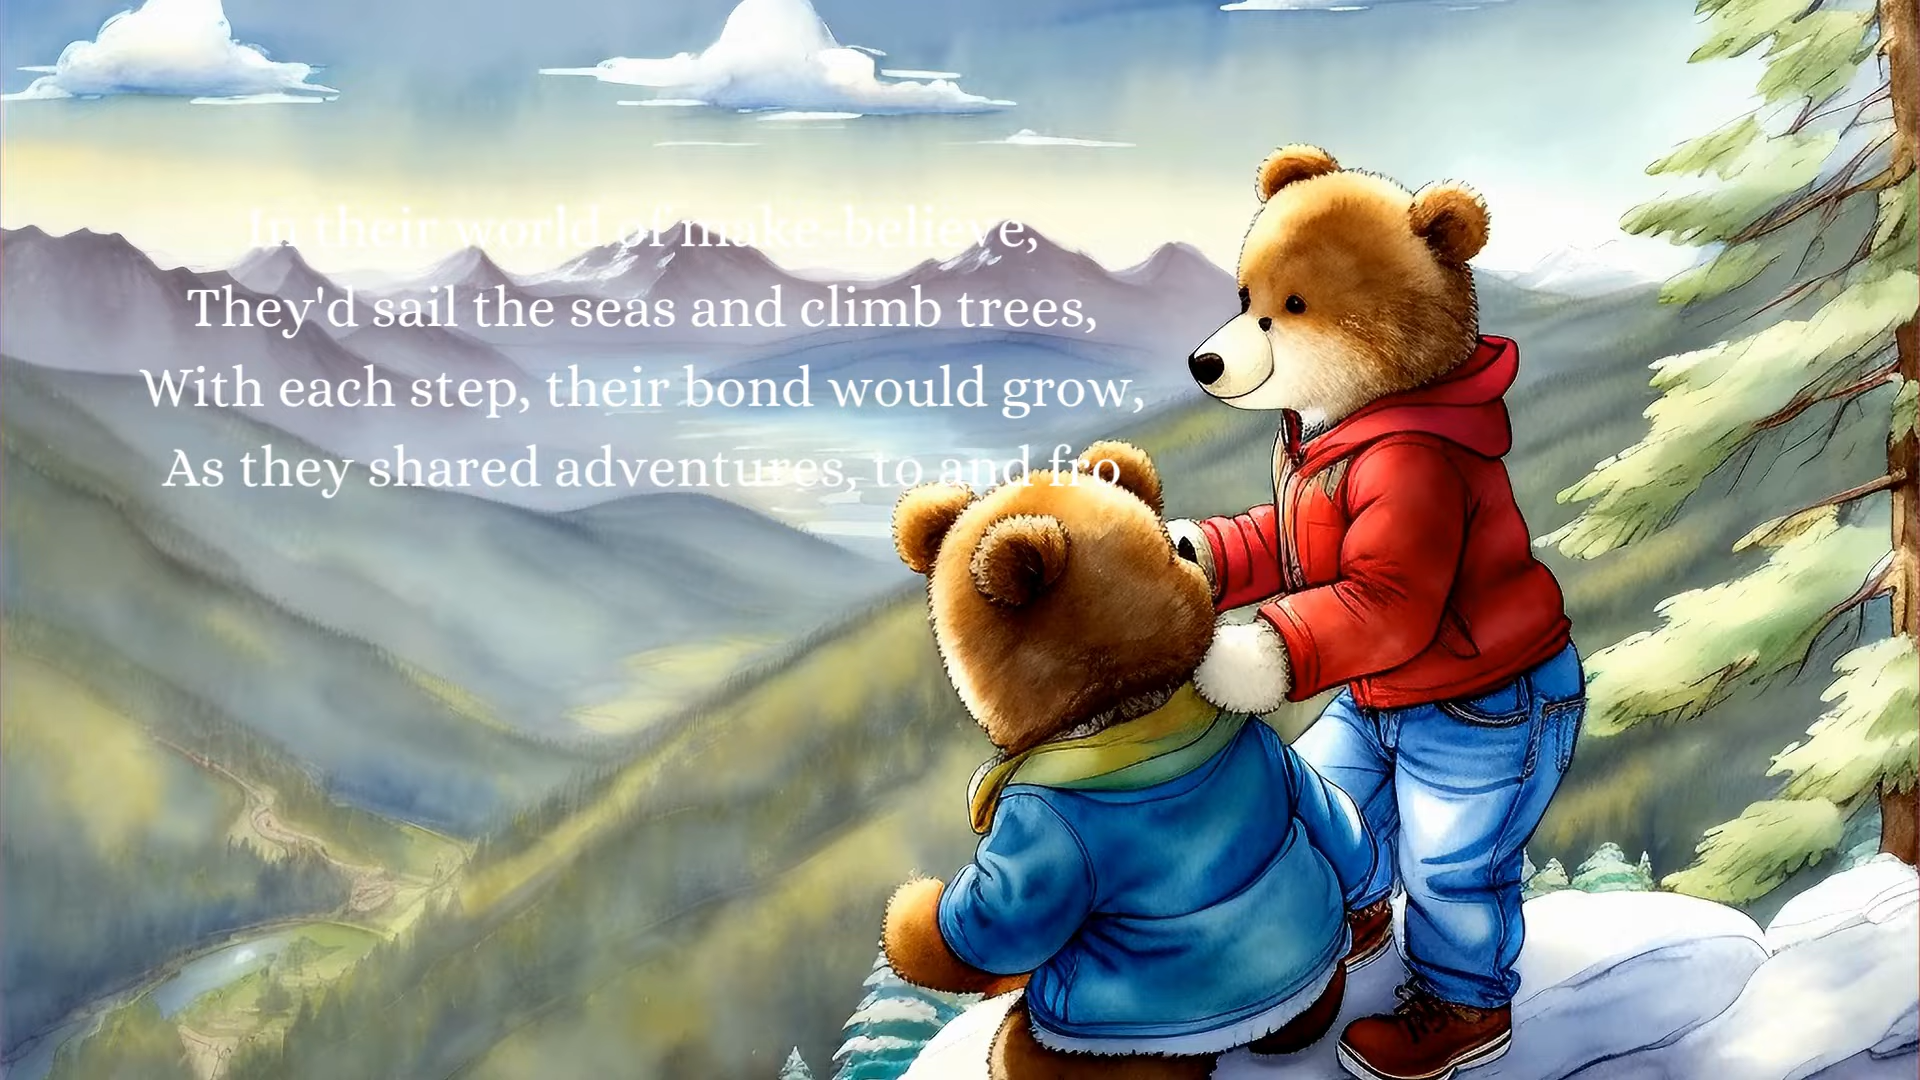 In their world of make-believe,
They'd sail the seas and climb trees,
With each step, their bond would grow,
As they shared adventures, to and fro